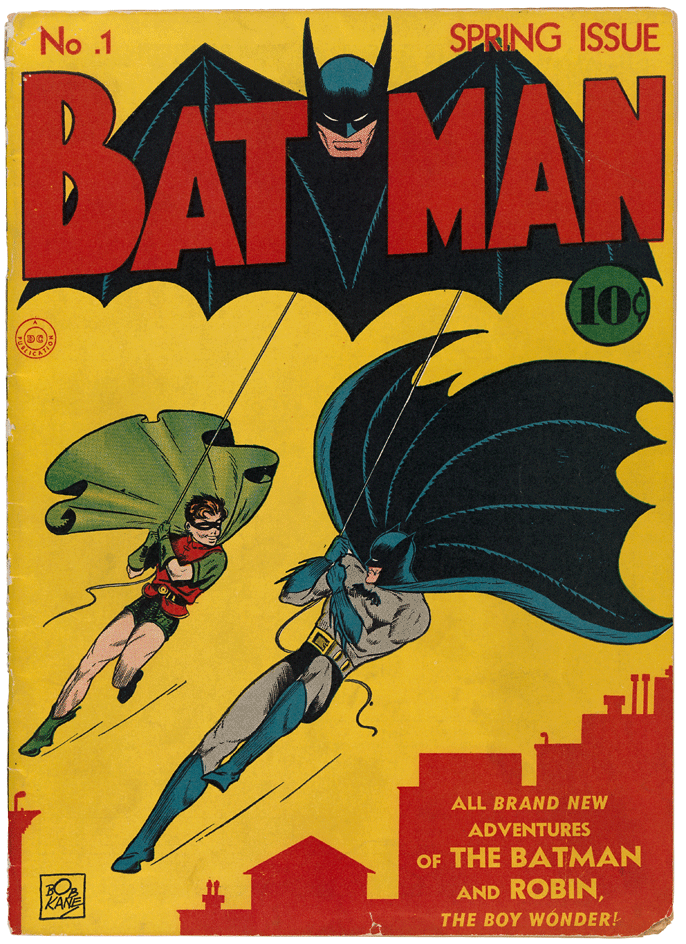 No .1
SPRING ISSUE
BATMAN
10¢
A
DC
PUBLICATION
ALL BRAND NEW
ADVENTURES
OF THE BATMAN
AND ROBIN,
THE BOY WONDER!
BOB
KANE